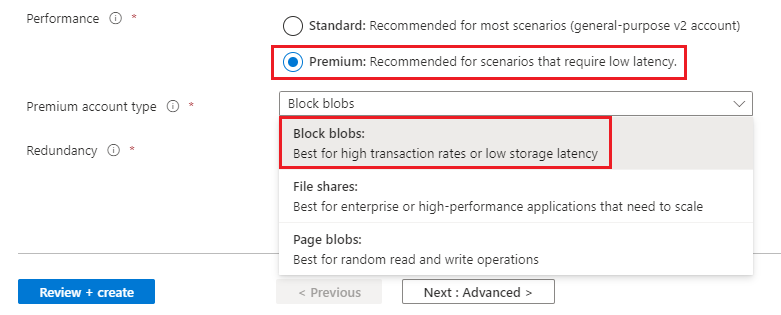 Performance * Standard: Recommended for most scenarios (general-purpose v2 account)
Premium: Recommended for scenarios that require low latency.
Premium account type * Block blobs
Block blobs:
Redundancy *
Best for high transaction rates or low storage latency
File shares:
Best for enterprise or high-performance applications that need to scale
Page blobs:
Best for random read and write operations
Review + create < Previous Next : Advanced >